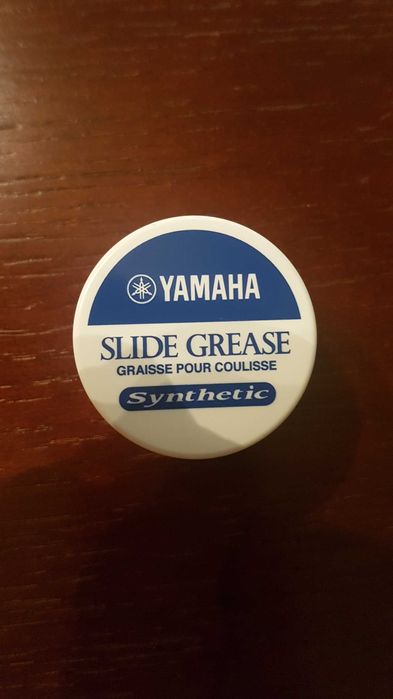 YAMAHA
SLIDE GREASE
GRAISSE POUR COULISSE
Synthetic